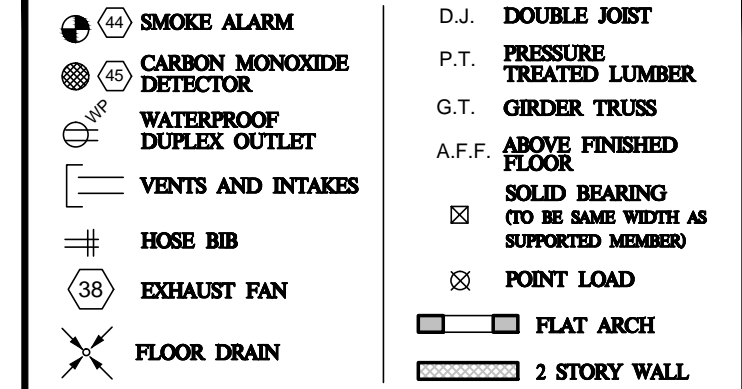 44 SMOKE ALARM
45 CARBON MONOXIDE
DETECTOR
WP WATERPROOF
DUPLEX OUTLET
VENTS AND INTAKES
HOSE BIB
38 EXHAUST FAN
FLOOR DRAIN
D.J. DOUBLE JOIST
P.T. PRESSURE
TREATED LUMBER
G.T. GIRDER TRUSS
A.F.F. ABOVE FINISHED
FLOOR
SOLID BEARING
(TO BE SAME WIDTH AS
SUPPORTED MEMBER)
POINT LOAD
FLAT ARCH
2 STORY WALL